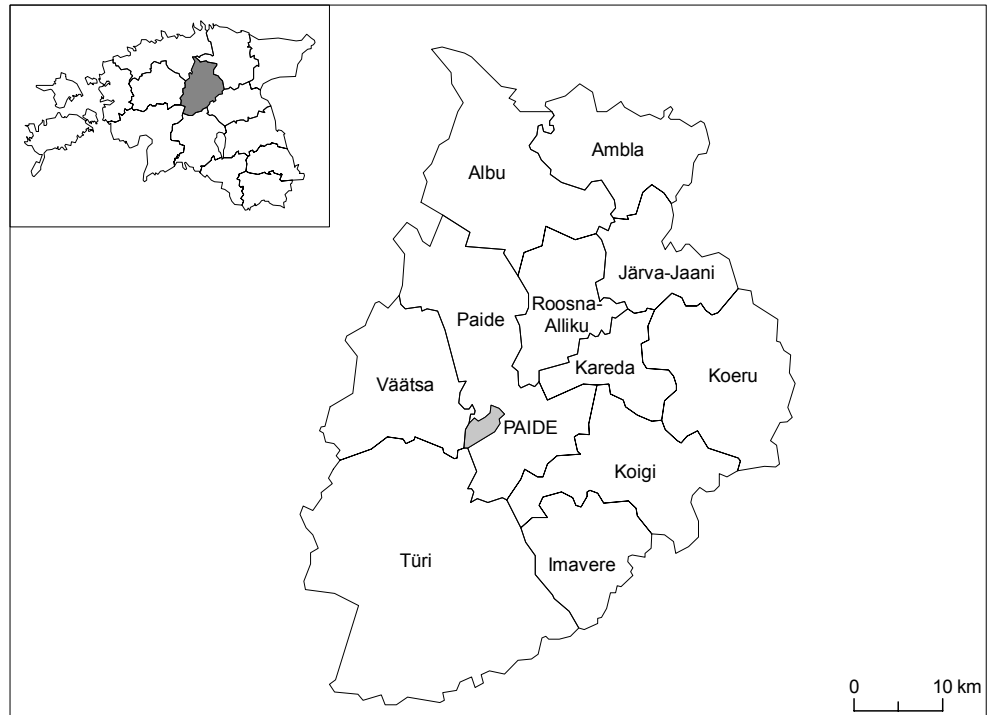 Ambla
Albu
Järva-Jaani
Roosna-
Alliku
Paide
Kareda
Koeru
Väätsa
PAIDE
Koigi
Türi
Imavere
0 10 km